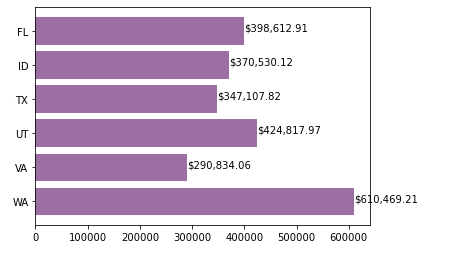 FL $398,612.91
ID $370,530.12
TX $347,107.82
UT $424,817.97
VA $290,834.06
WA $610,469.21
0 100000 200000 300000 400000 500000 600000